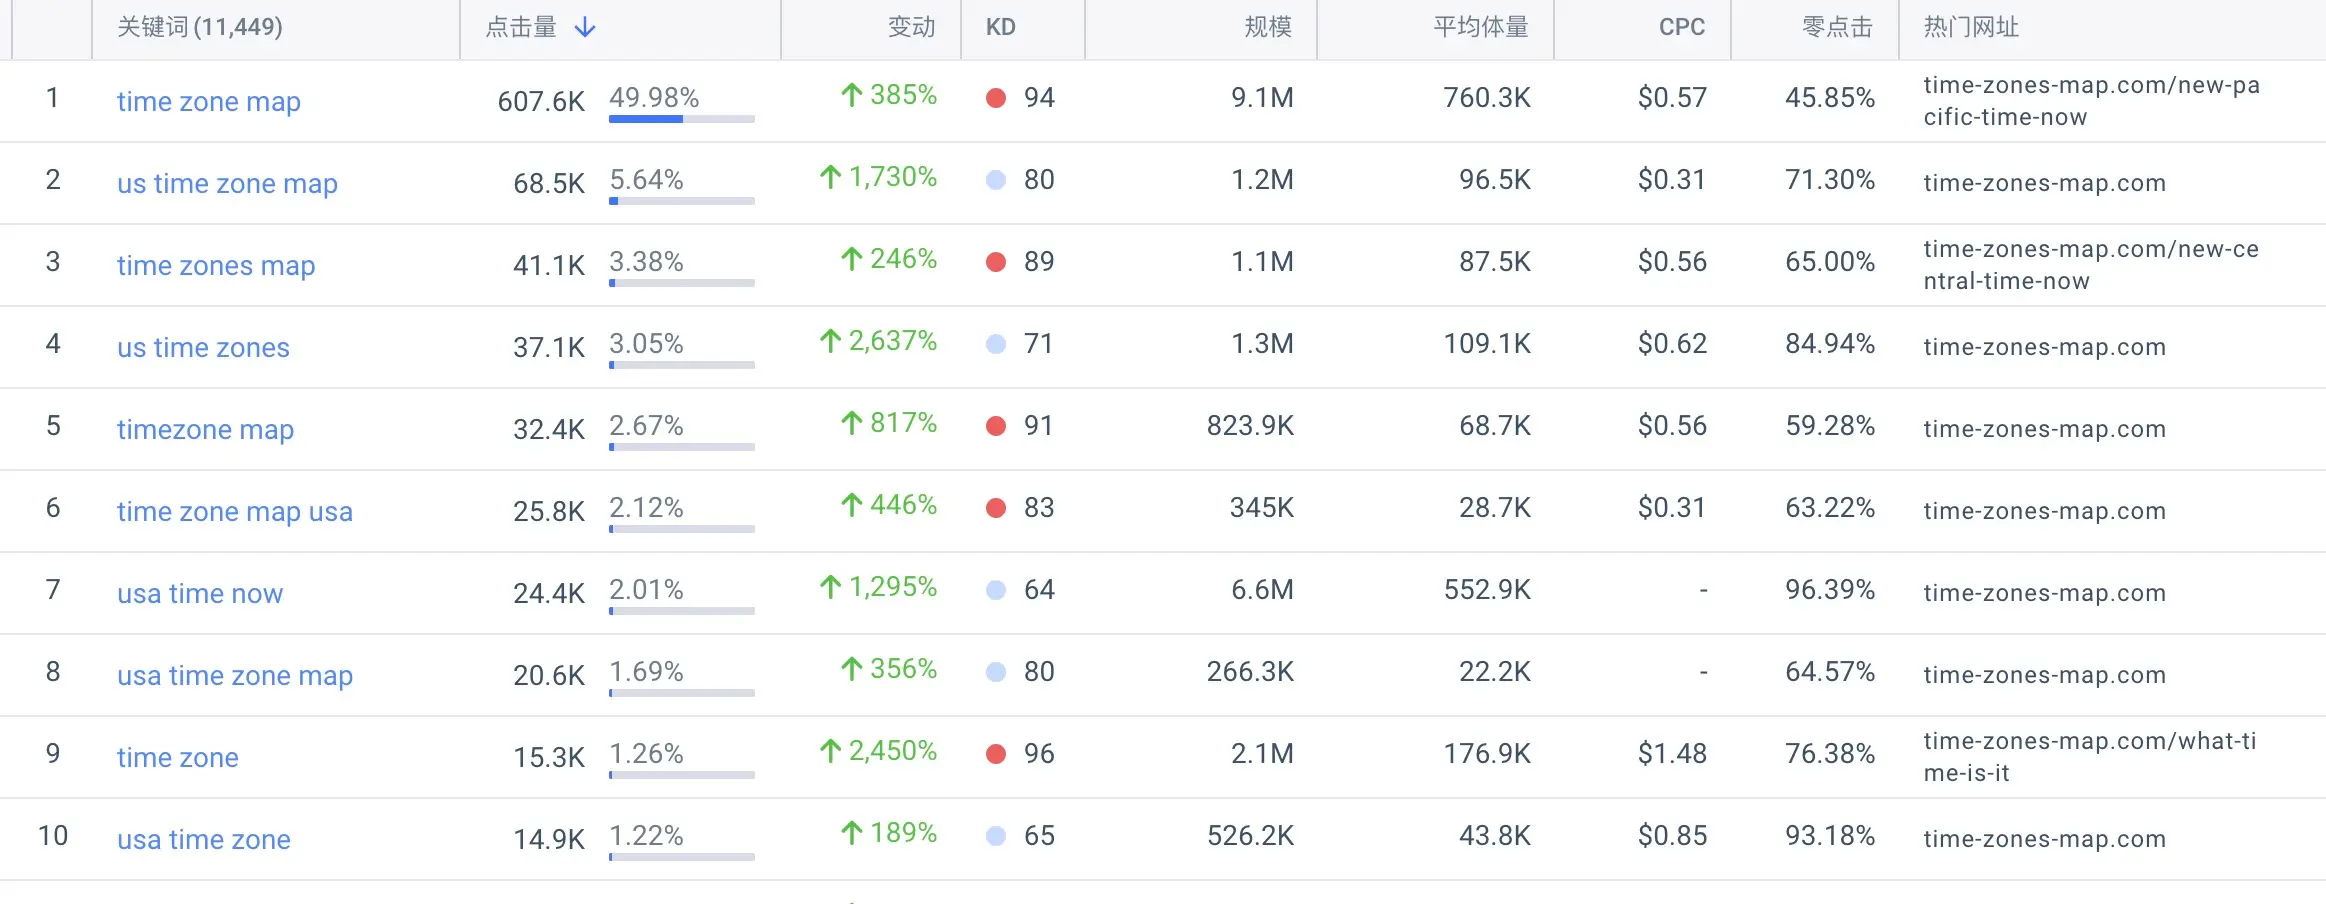 关键词 (11,449) 点击量 ↓ 变动 KD 规模 平均体量 CPC 零点击 热门网址
1 time zone map 607.6K 49.98% ↑ 385% 94 9.1M 760.3K $0.57 45.85% time-zones-map.com/new-pa
cific-time-now
2 us time zone map 68.5K 5.64% ↑ 1,730% 80 1.2M 96.5K $0.31 71.30% time-zones-map.com
3 time zones map 41.1K 3.38% ↑ 246% 89 1.1M 87.5K $0.56 65.00% time-zones-map.com/new-ce
ntral-time-now
4 us time zones 37.1K 3.05% ↑ 2,637% 71 1.3M 109.1K $0.62 84.94% time-zones-map.com
5 timezone map 32.4K 2.67% ↑ 817% 91 823.9K 68.7K $0.56 59.28% time-zones-map.com
6 time zone map usa 25.8K 2.12% ↑ 446% 83 345K 28.7K $0.31 63.22% time-zones-map.com
7 usa time now 24.4K 2.01% ↑ 1,295% 64 6.6M 552.9K - 96.39% time-zones-map.com
8 usa time zone map 20.6K 1.69% ↑ 356% 80 266.3K 22.2K - 64.57% time-zones-map.com
9 time zone 15.3K 1.26% ↑ 2,450% 96 2.1M 176.9K $1.48 76.38% time-zones-map.com/what-ti
me-is-it
10 usa time zone 14.9K 1.22% ↑ 189% 65 526.2K 43.8K $0.85 93.18% time-zones-map.com